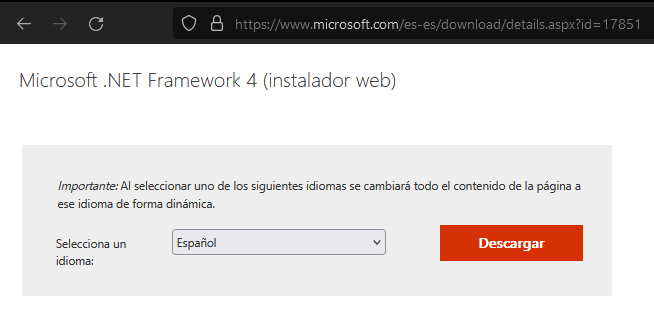 https://www.microsoft.com/es-es/download/details.aspx?id=17851
Microsoft .NET Framework 4 (instalador web)
Importante: Al seleccionar uno de los siguientes idiomas se cambiará todo el contenido de la página a
ese idioma de forma dinámica.
Selecciona un
idioma:
Español
Descargar